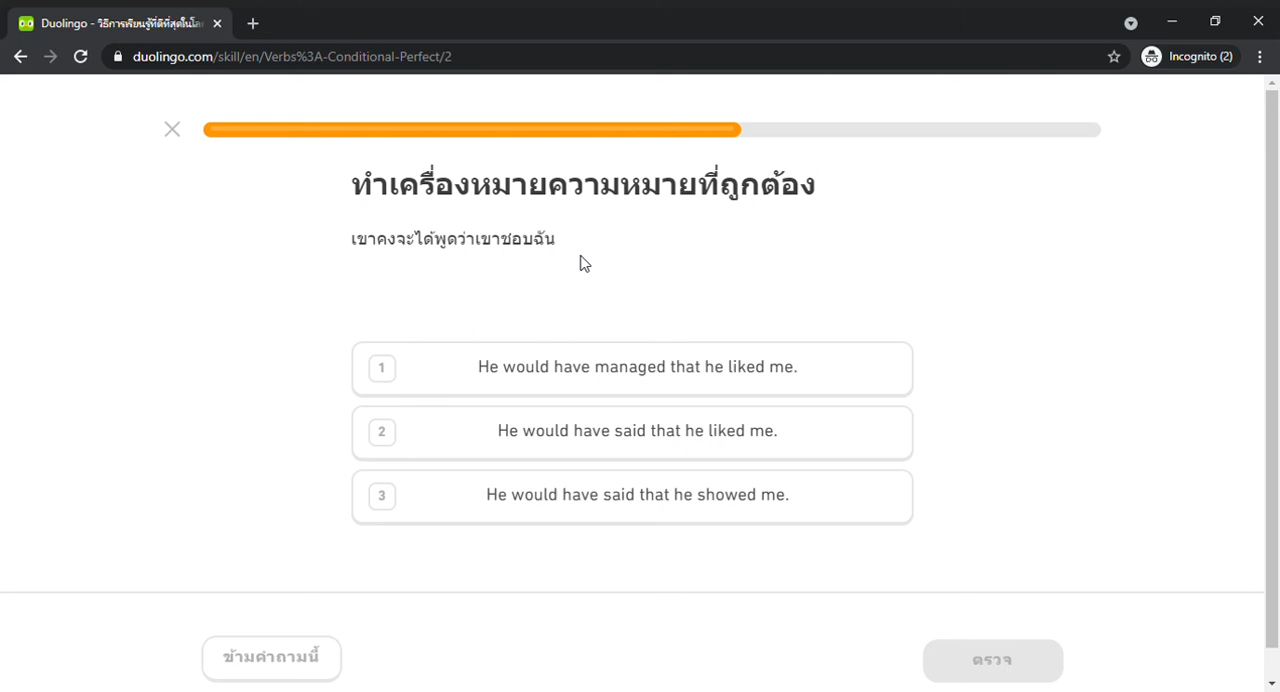 Duolingo - วิธีการเรียนรู้ที่ดีที่สุดในโล
duolingo.com/skill/en/Verbs%3A-Conditional-Perfect/2
Incognito (2)
ทำเครื่องหมายความหมายที่ถูกต้อง
เขาคงจะได้พูดว่าเขาชอบฉัน
1 He would have managed that he liked me.
2 He would have said that he liked me.
3 He would have said that he showed me.
ข้ามคำถามนี้
ตรวจ